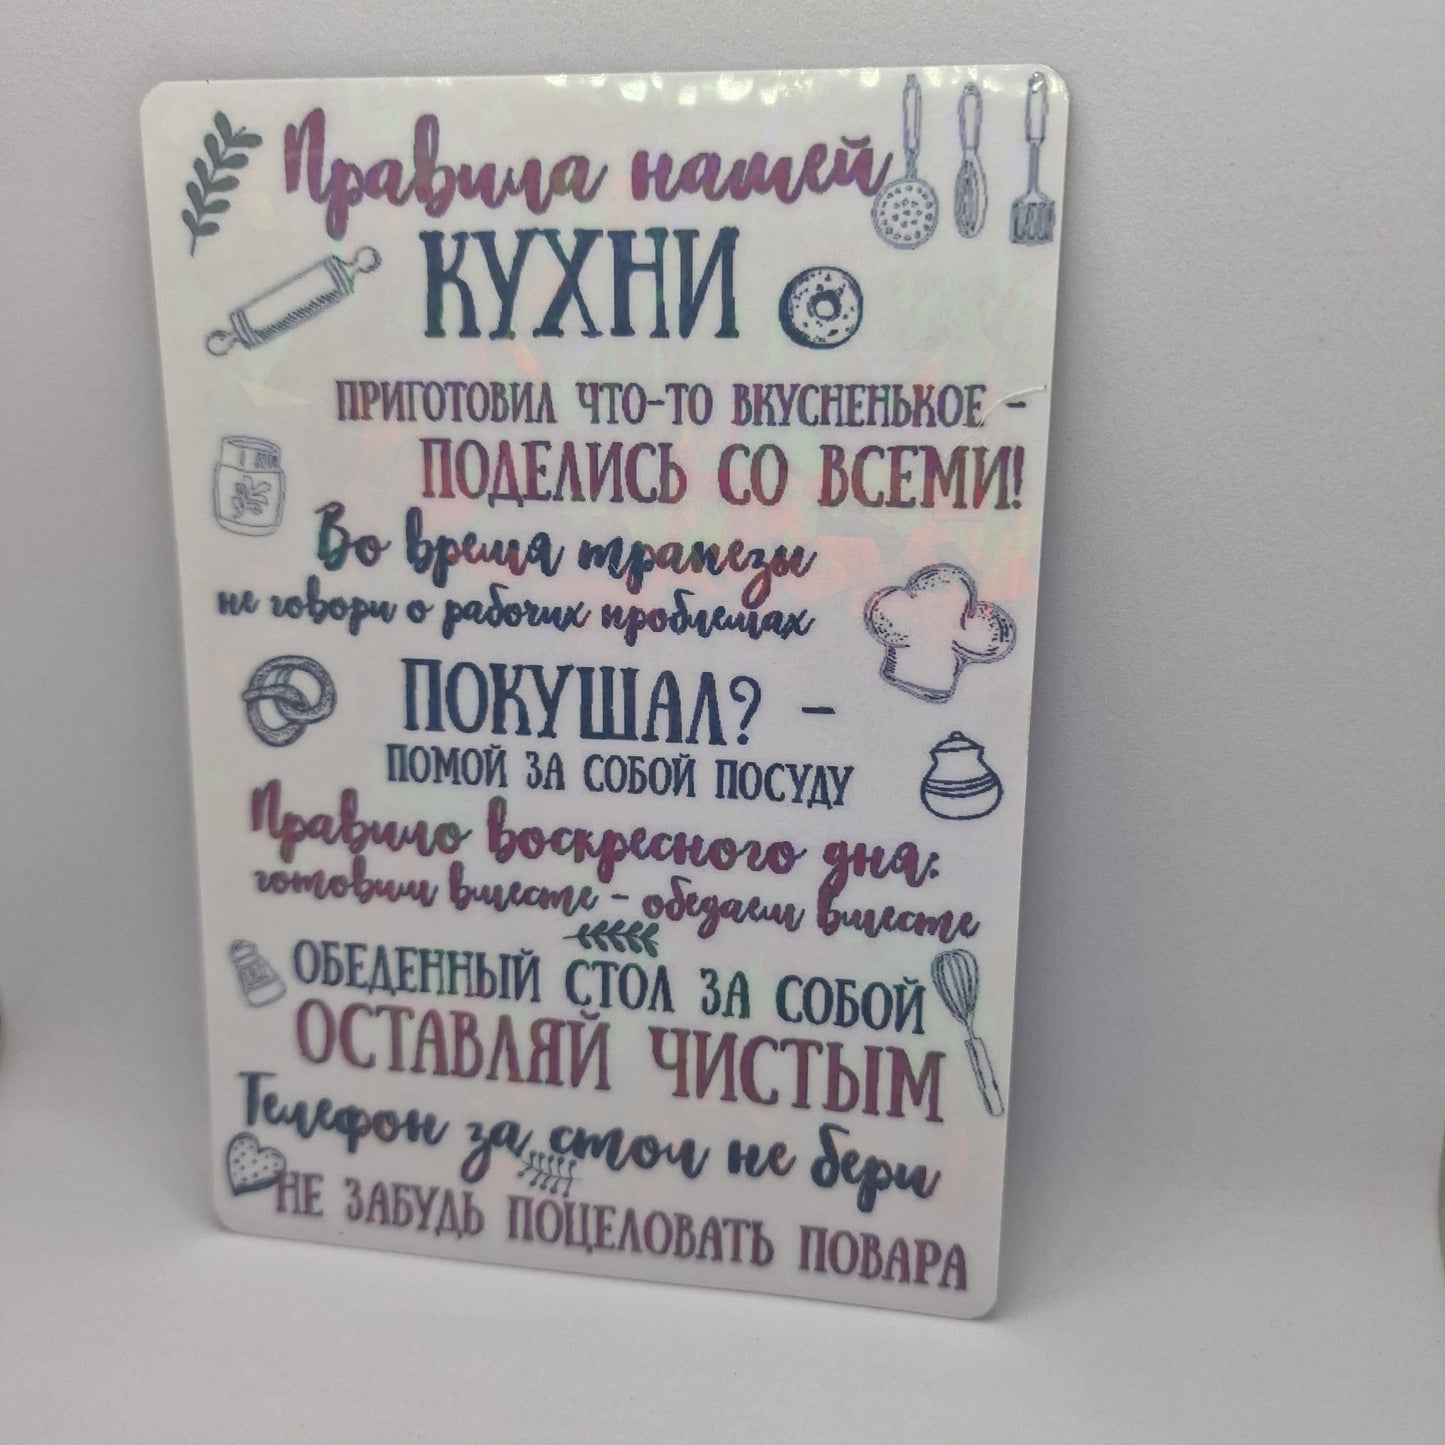 Правила нашей
КУХНИ
ПРИГОТОВИЛ ЧТО-ТО ВКУСНЕНЬКОЕ -
ПОДЕЛИСЬ СО ВСЕМИ!
Во время трапезы
не говори о рабочих проблемах
ПОКУШАЛ? -
ПОМОЙ ЗА СОБОЙ ПОСУДУ
Правило воскресного дня:
готовим вместе - обедаем вместе
ОБЕДЕННЫЙ СТОЛ ЗА СОБОЙ
ОСТАВЛЯЙ ЧИСТЫМ
Телефон за стол не бери
НЕ ЗАБУДЬ ПОЦЕЛОВАТЬ ПОВАРА